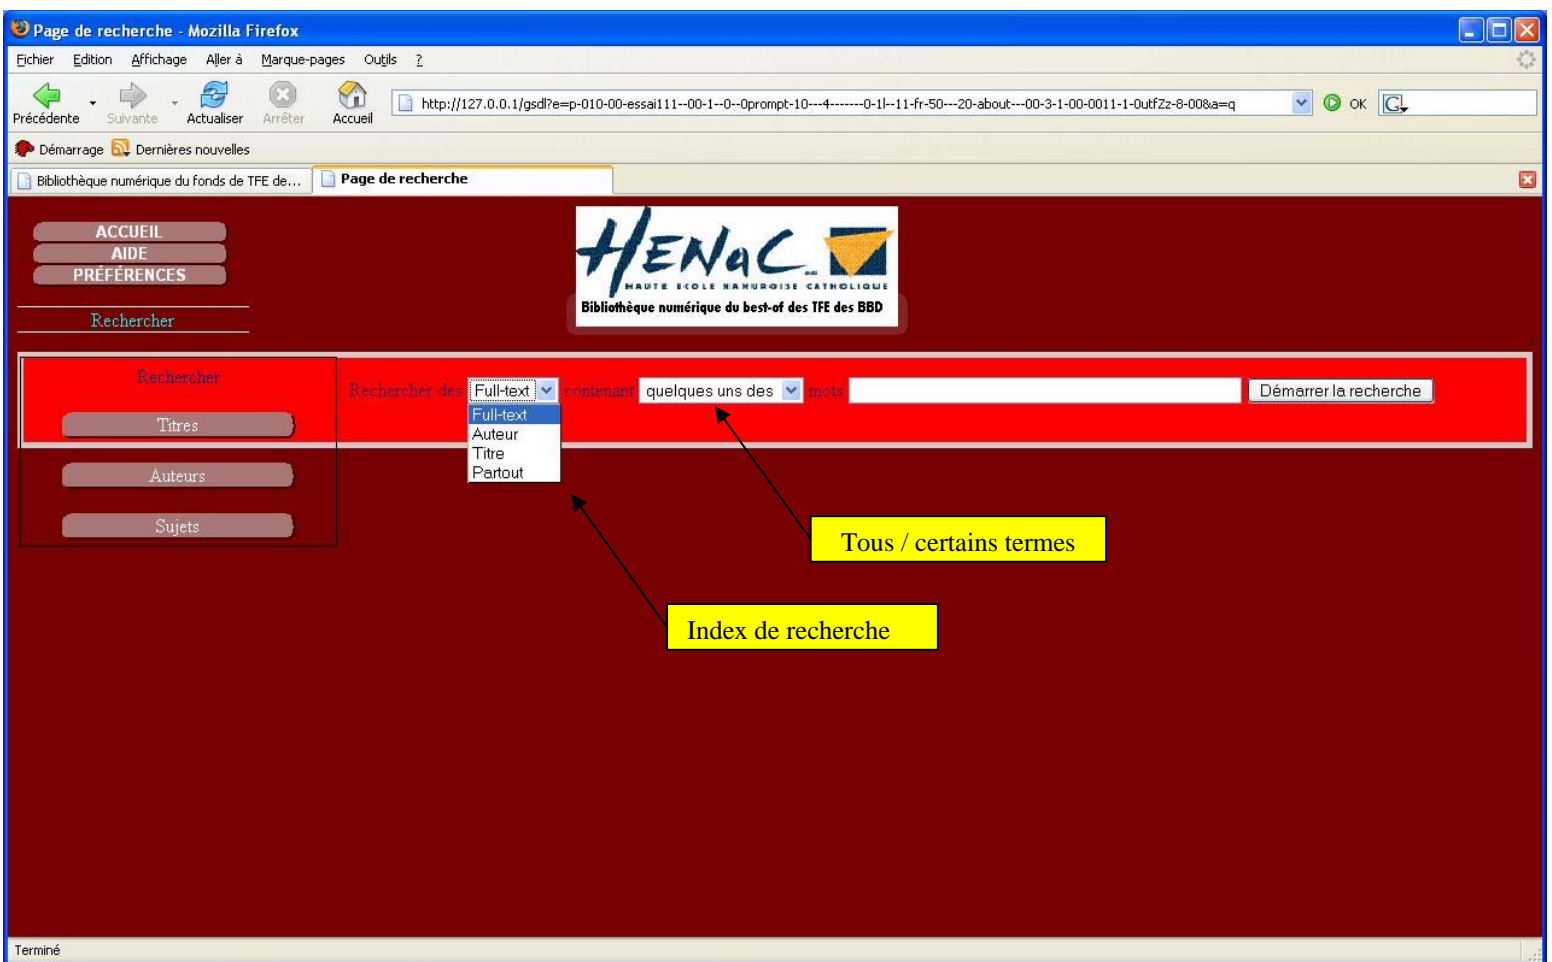 Page de recherche - Mozilla Firefox
Fichier Edition Affichage Aller à Marque-pages Outils ?
Précédente Suivante Actualiser Arrêter Accueil http://127.0.0.1/gsdl?e=p-010-00-essai111--00-1--0--0prompt-10---4-------0-1l--11-fr-50---20-about---00-3-1-00-0011-1-0utfZz-8-00&a=q OK G
Démarrage Dernières nouvelles
Bibliothèque numérique du fonds de TFE de... Page de recherche
ACCUEIL
AIDE
PRÉFÉRENCES
Rechercher
HENaC
HAUTE ECOLE NAMUROISE CATHOLIQUE
Bibliothèque numérique du best-of des TFE des BBD
Rechercher
Titres
Auteurs
Sujets
Rechercher des Full-text contenant quelques uns des mots Démarrer la recherche
Full-text
Auteur
Titre
Partout
Tous / certains termes
Index de recherche
Terminé